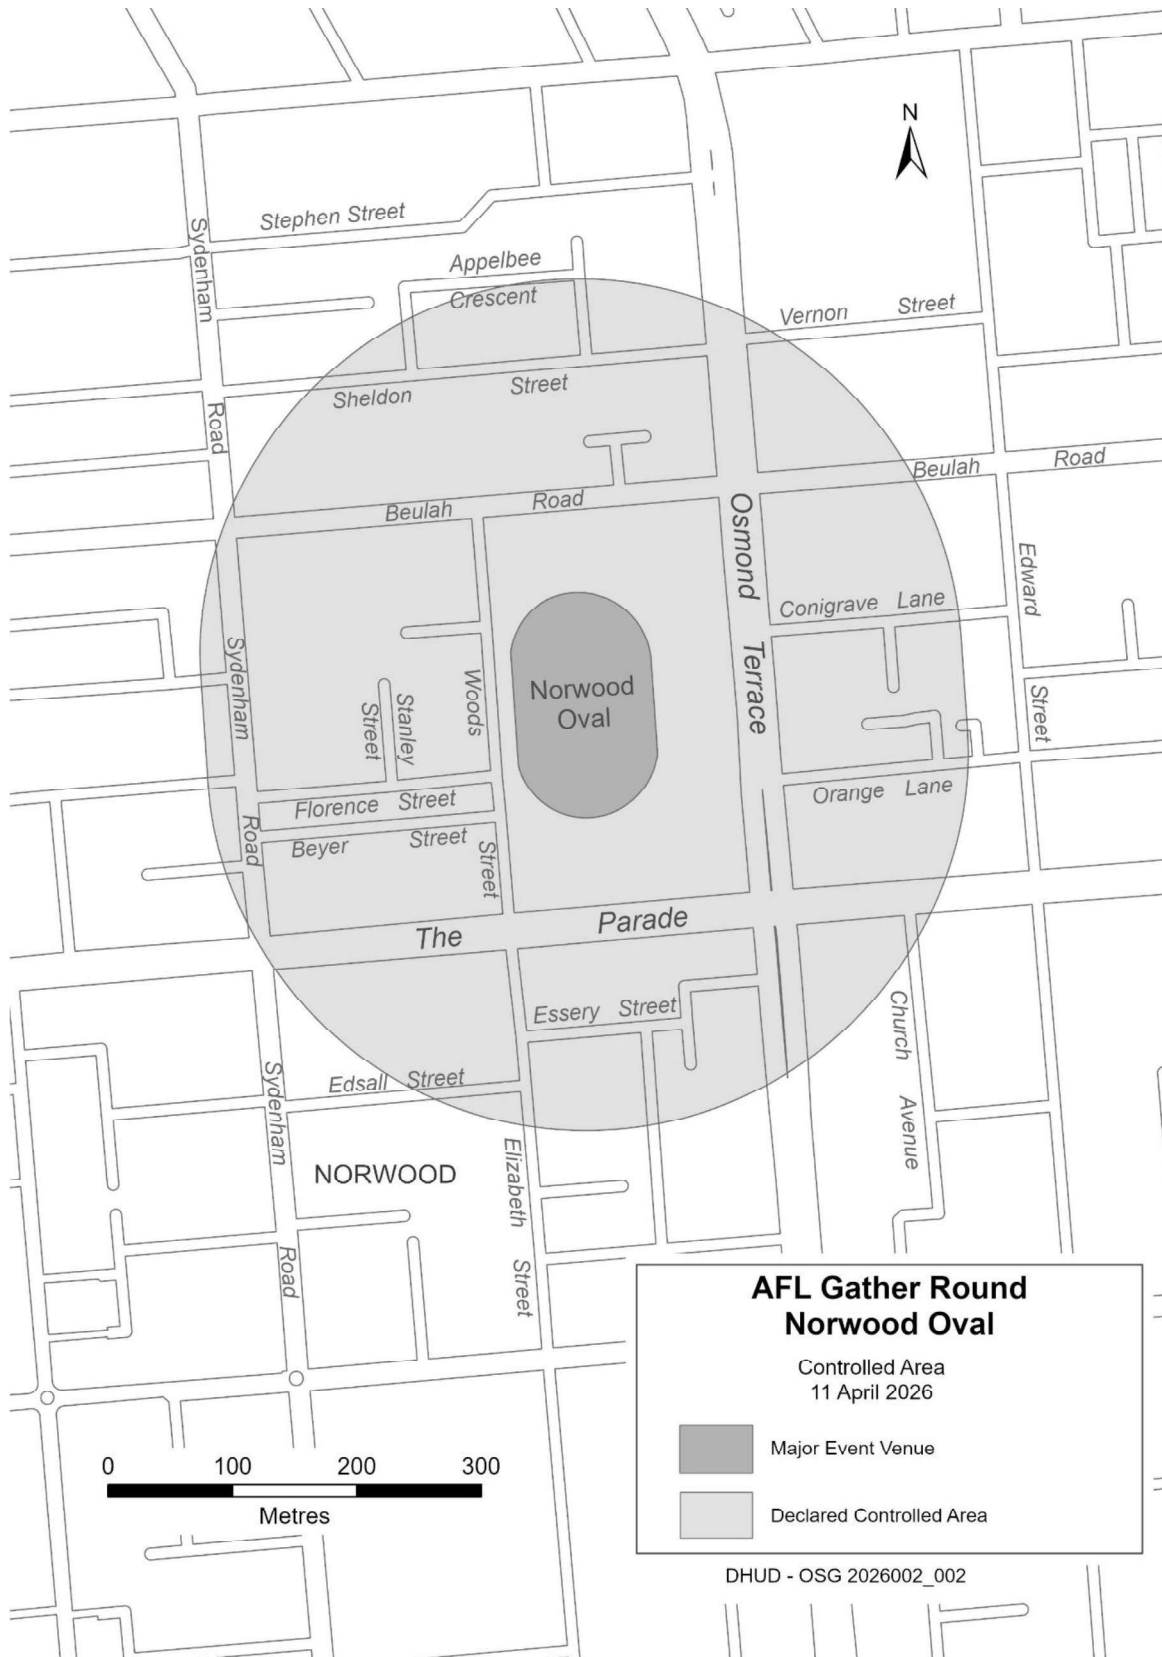 N
Stephen Street
Sydenham
Appelbee
Crescent
Vernon Street
Road
Sheldon Street
Beulah Road
Beulah Road
Osmond
Edward
Conigrave Lane
Sydenham
Terrace
Woods
Norwood
Oval
Stanley
Street
Street
Orange Lane
Florence Street
Road
Beyer Street
Street
The Parade
Essery Street
Church
Edsall Street
Sydenham
Avenue
NORWOOD
Elizabeth
Road
Street
AFL Gather Round
Norwood Oval
Controlled Area
11 April 2026
Major Event Venue
Declared Controlled Area
0 100 200 300
Metres
DHUD - OSG 2026002_002